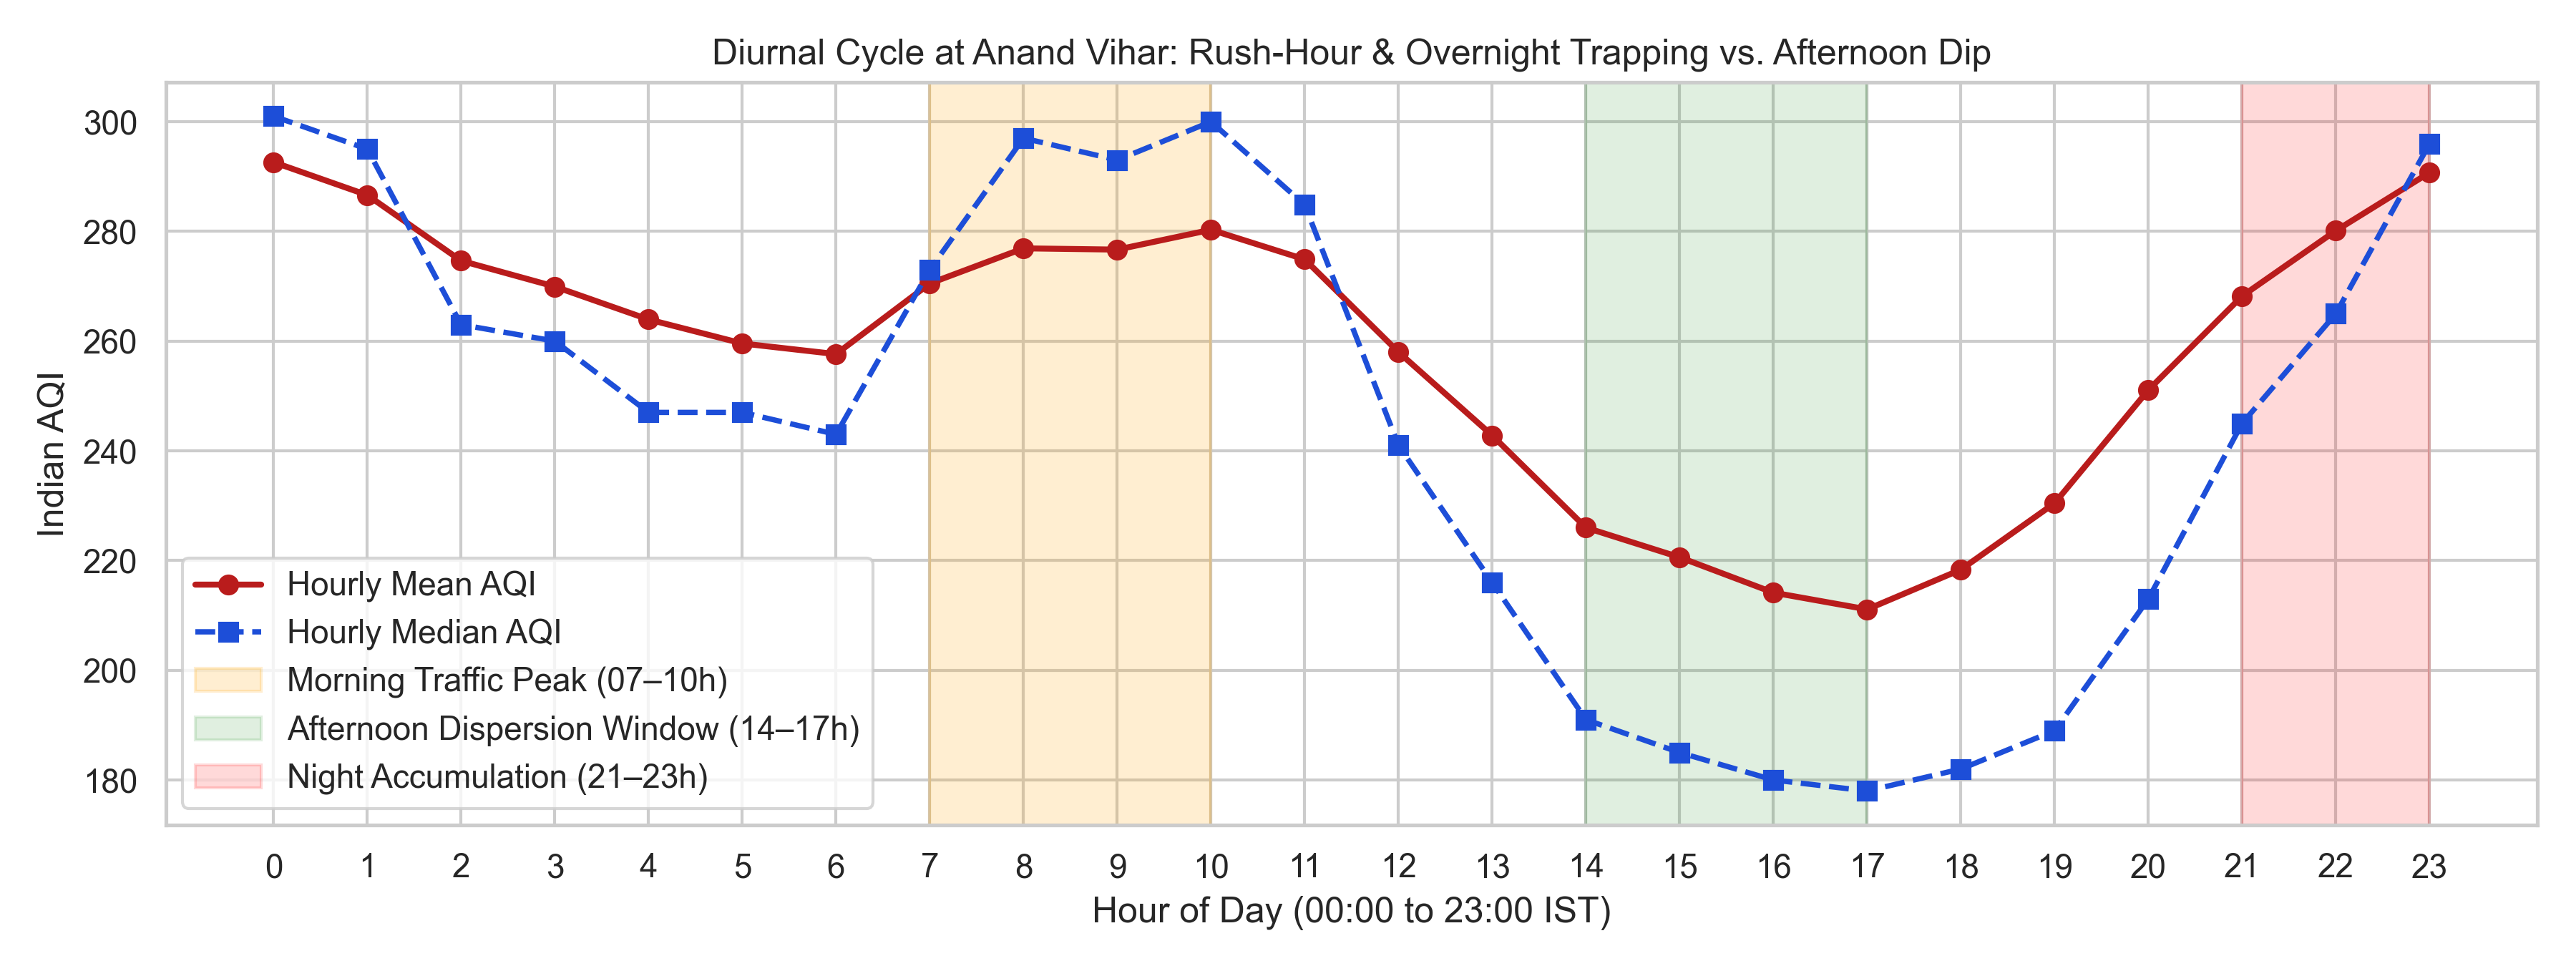 Diurnal Cycle at Anand Vihar: Rush-Hour & Overnight Trapping vs. Afternoon Dip
Indian AQI
300
280
260
240
220
200
180
Hourly Mean AQI
Hourly Median AQI
Morning Traffic Peak (07–10h)
Afternoon Dispersion Window (14–17h)
Night Accumulation (21–23h)
0 1 2 3 4 5 6 7 8 9 10 11 12 13 14 15 16 17 18 19 20 21 22 23
Hour of Day (00:00 to 23:00 IST)